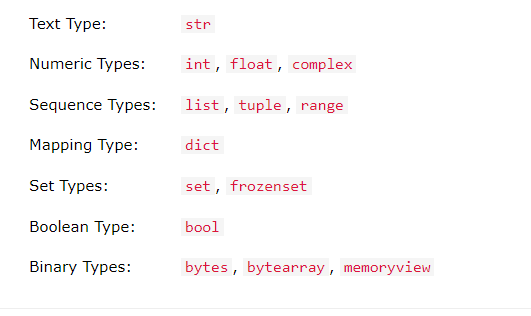 Text Type: str
Numeric Types: int, float, complex
Sequence Types: list, tuple, range
Mapping Type: dict
Set Types: set, frozenset
Boolean Type: bool
Binary Types: bytes, bytearray, memoryview